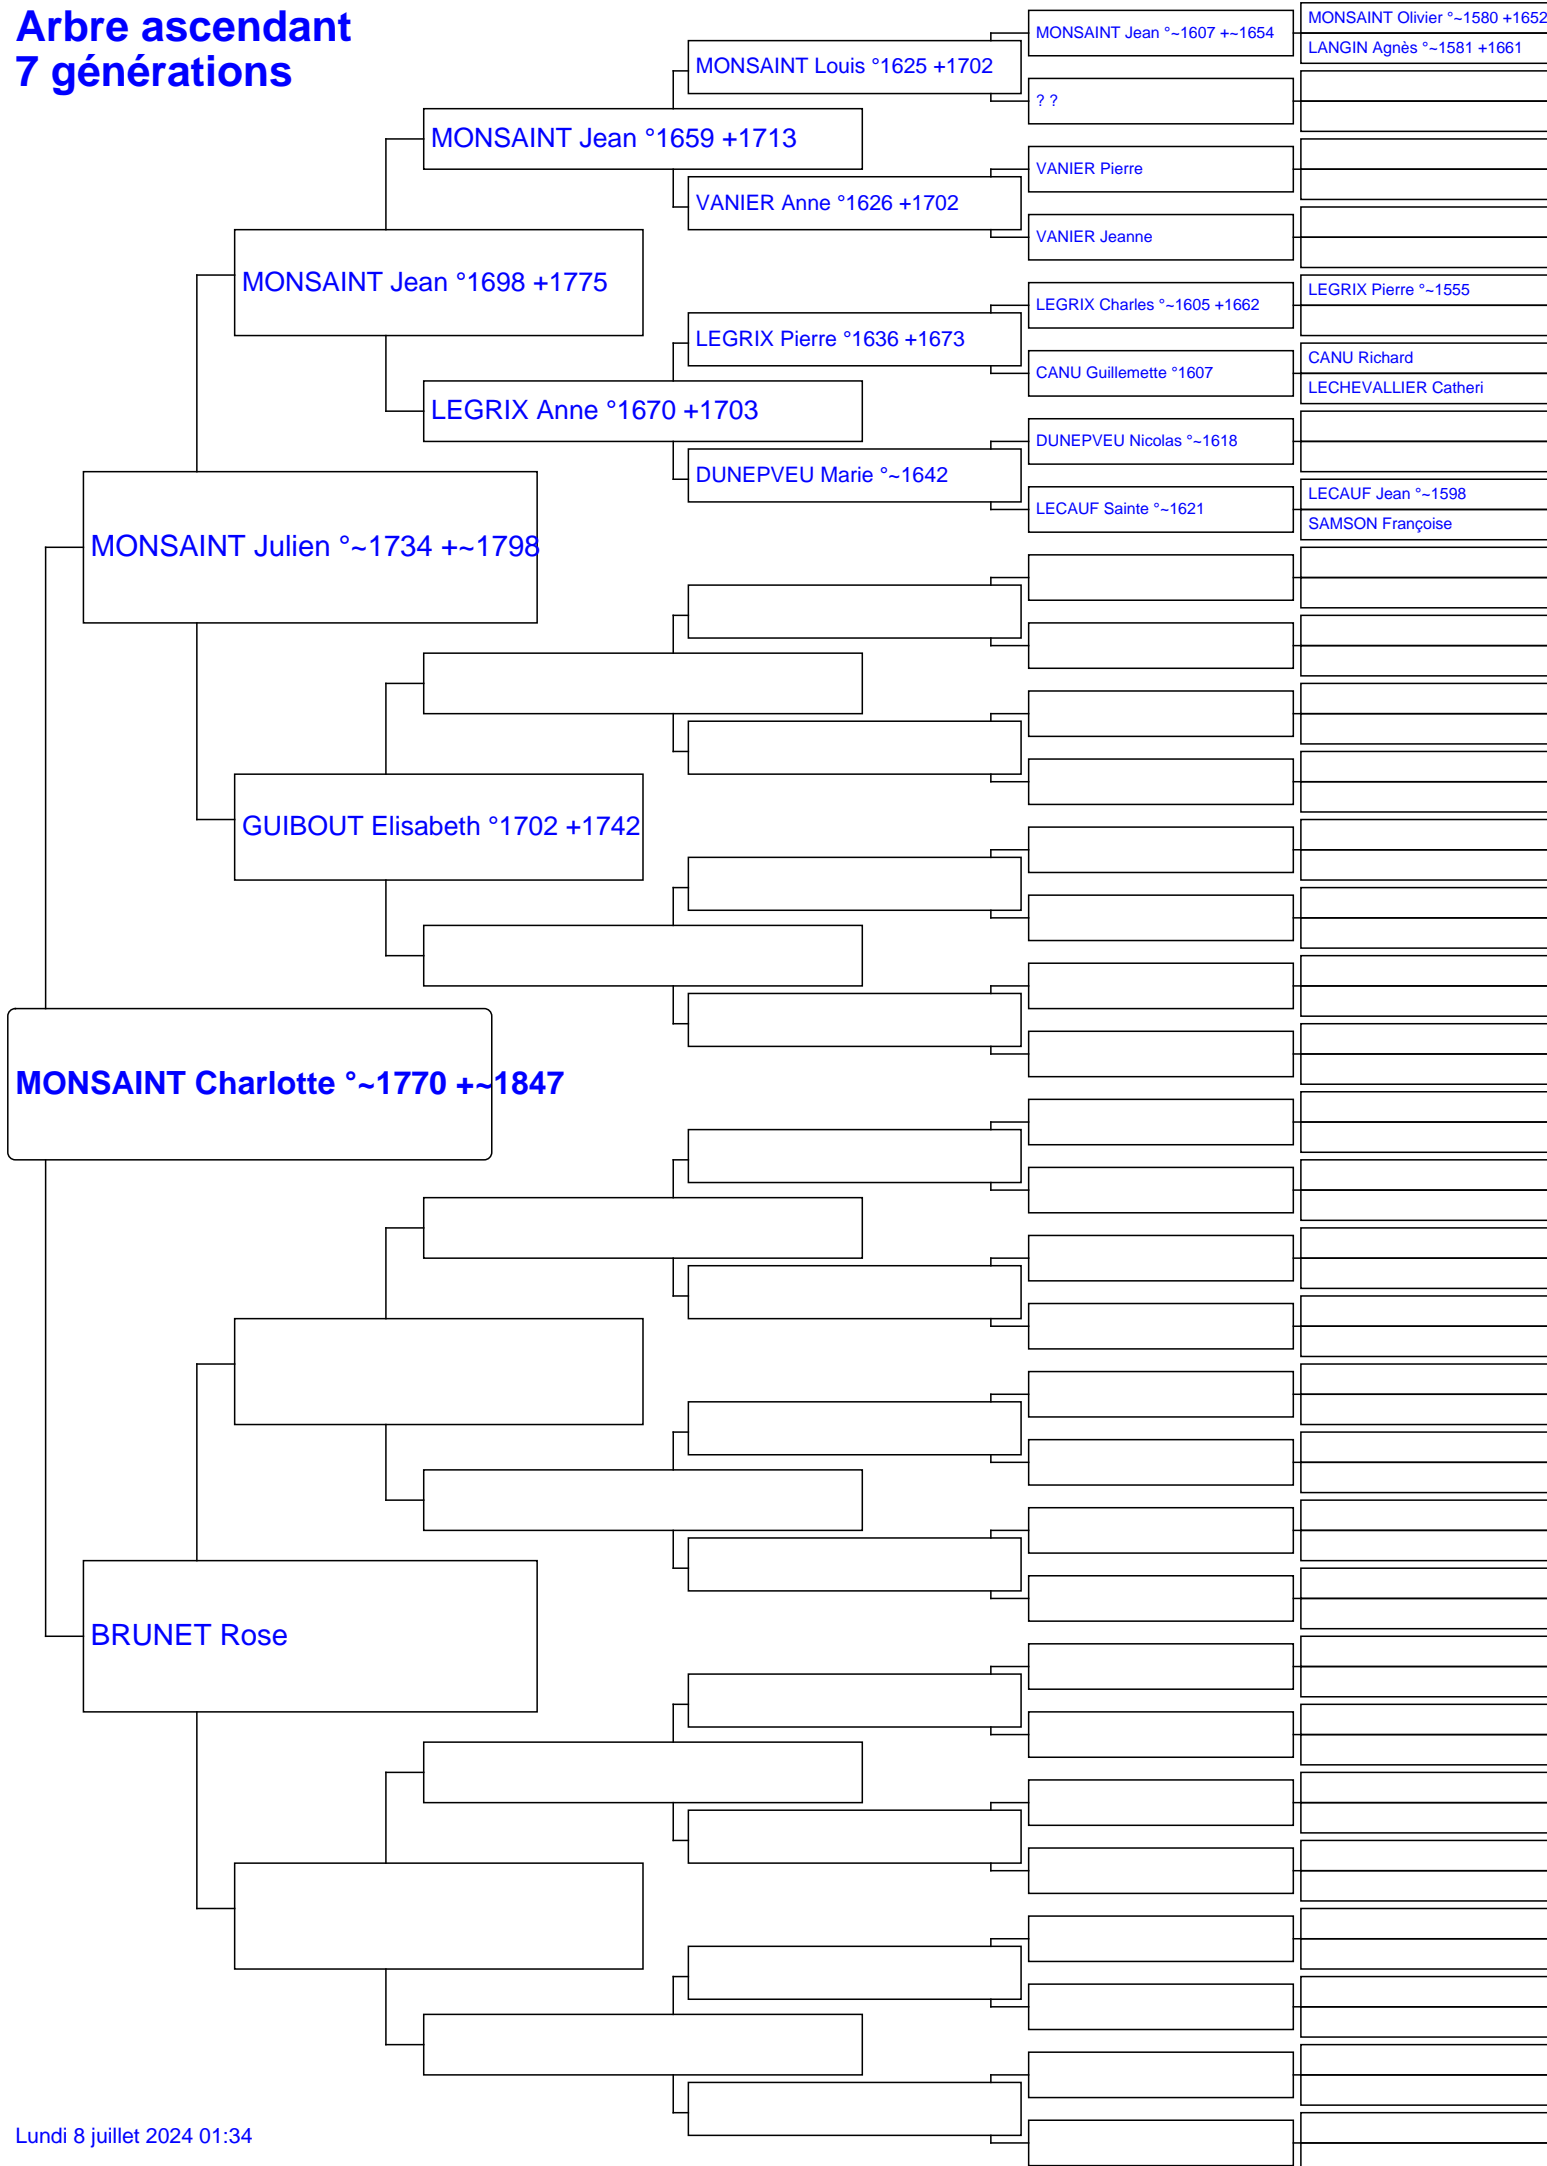 Arbre ascendant
7 générations
MONSAINT Charlotte °~1770 +~1847
MONSAINT Julien °~1734 +~1798
BRUNET Rose
MONSAINT Jean °1698 +1775
GUIBOUT Elisabeth °1702 +1742
MONSAINT Jean °1659 +1713
LEGRIX Anne °1670 +1703
MONSAINT Louis °1625 +1702
VANIER Anne °1626 +1702
LEGRIX Pierre °1636 +1673
DUNEPVEU Marie °~1642
MONSAINT Jean °~1607 +~1654
? ?
VANIER Pierre
VANIER Jeanne
LEGRIX Charles °~1605 +1662
CANU Guillemette °1607
DUNEPVEU Nicolas °~1618
LECAUF Sainte °~1621
MONSAINT Olivier °~1580 +1652
LANGIN Agnès °~1581 +1661
LEGRIX Pierre °~1555
CANU Richard
LECHEVALLIER Catheri
LECAUF Jean °~1598
SAMSON Françoise
Lundi 8 juillet 2024 01:34